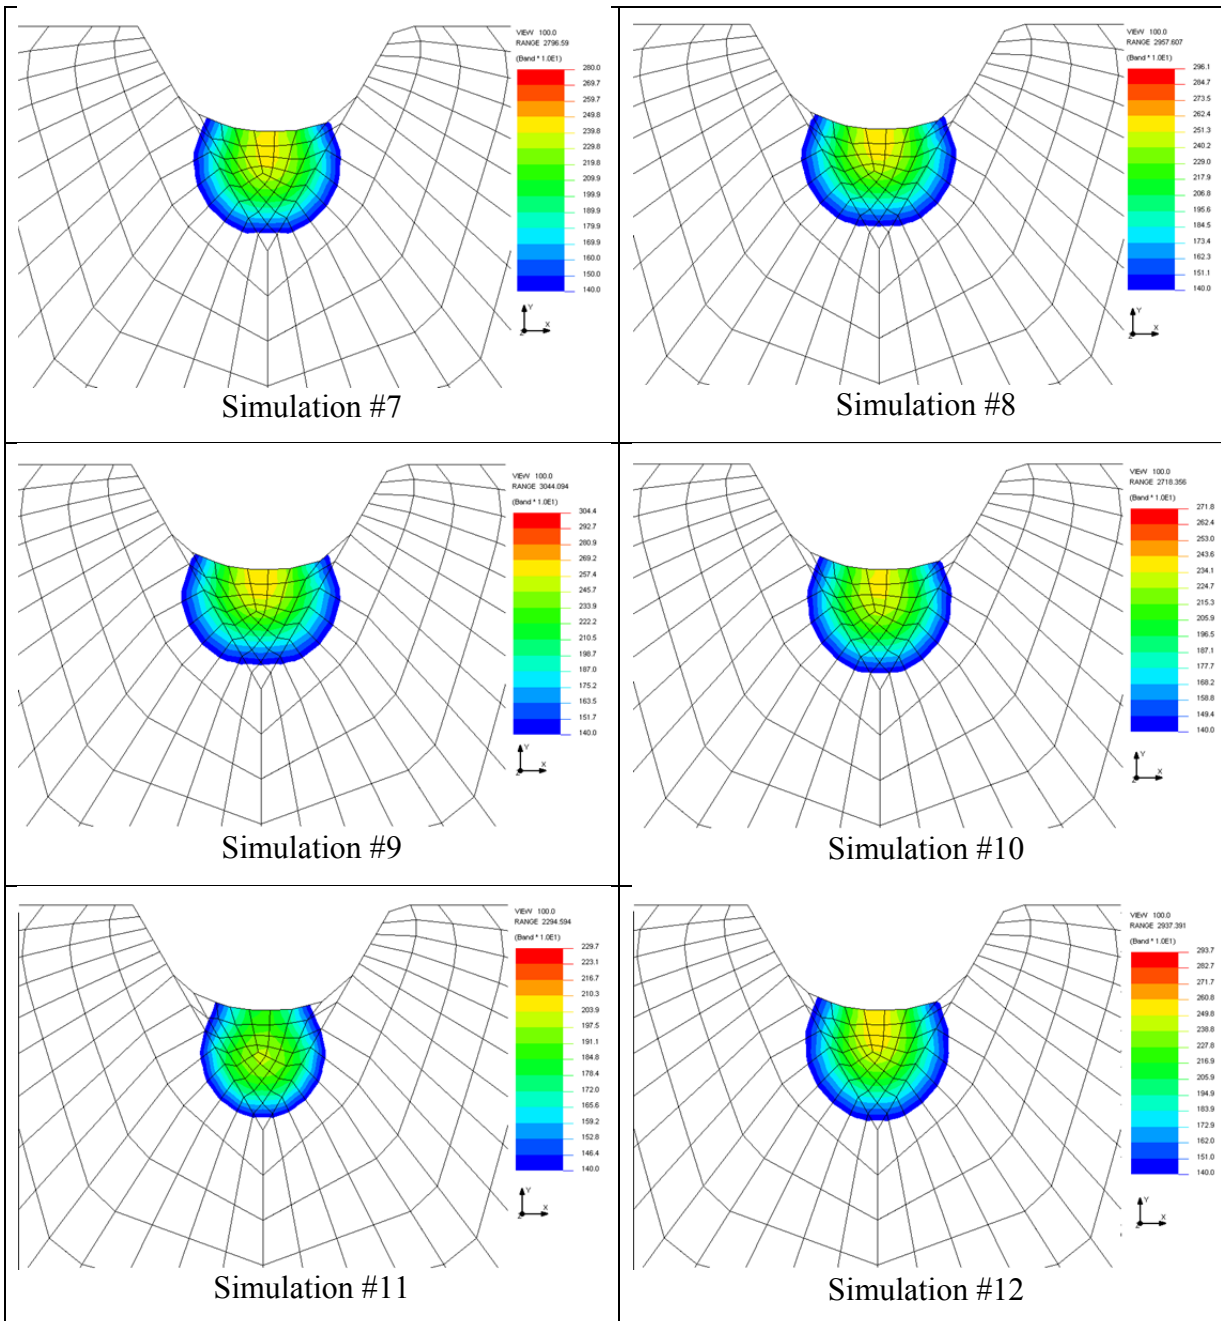 VIEW 100.0
RANGE 2796.59
(Band * 1.0E1)
280.0
269.7
259.7
249.8
239.8
229.8
219.8
209.8
199.9
189.9
179.9
169.9
160.0
150.0
140.0
Y
X
Z
Simulation #7
VIEW 100.0
RANGE 2957.607
(Band * 1.0E1)
296.1
284.7
273.5
262.4
251.3
240.2
229.0
217.9
206.8
195.6
184.5
173.4
162.3
151.1
140.0
Y
X
Z
Simulation #8
VIEW 100.0
RANGE 3044.094
(Band * 1.0E1)
304.4
292.7
280.9
269.2
257.4
245.7
233.9
222.2
210.5
198.7
187.0
175.2
163.5
151.7
140.0
Y
X
Z
Simulation #9
VIEW 100.0
RANGE 2718.356
(Band * 1.0E1)
271.8
262.4
253.0
243.6
234.1
224.7
215.3
205.9
196.5
187.1
177.7
168.2
158.8
149.4
140.0
Y
X
Z
Simulation #10
VIEW 100.0
RANGE 2294.594
(Band * 1.0E1)
229.7
223.1
216.7
210.3
203.9
197.5
191.1
184.8
178.4
172.0
165.6
159.2
152.8
146.4
140.0
Y
X
Z
Simulation #11
VIEW 100.0
RANGE 2937.391
(Band * 1.0E1)
293.7
282.7
271.7
260.8
249.8
238.8
227.8
216.9
205.9
194.9
183.9
172.9
162.0
151.0
140.0
Y
X
Z
Simulation #12